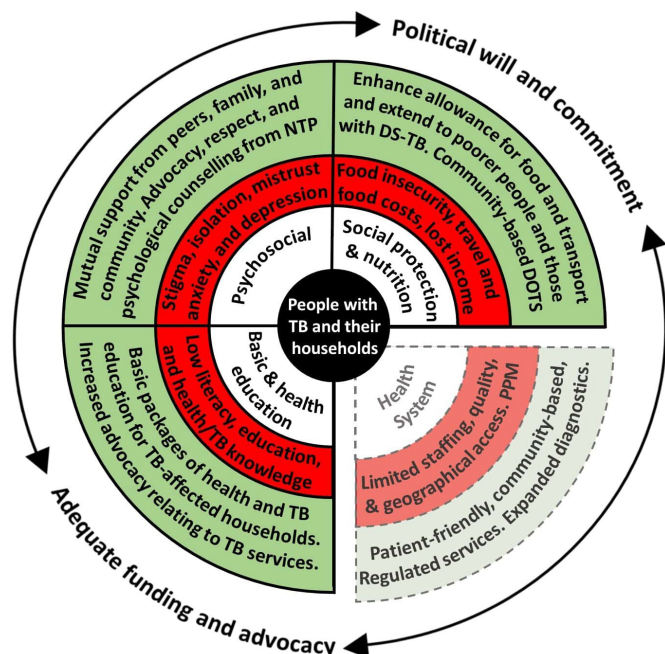 Political will and commitment
Mutual support from peers, family, and
community. Advocacy, respect, and
psychological counselling from NTP
Stigma, isolation, mistrust
anxiety, and depression
Psychosocial
Enhance allowance for food and transport
and extend to poorer people and those
with DS-TB. Community-based DOTS
Food insecurity, travel and
food costs, lost income
Social protection
& nutrition
People with
TB and their
households
Basic & health
education
Low literacy, education,
and health/TB knowledge
Basic packages of health and TB
education for TB-affected households.
Increased advocacy relating to TB services.
Health
System
Limited staffing, quality,
& geographical access. PPM
Patient-friendly, community-based,
Regulated services. Expanded diagnostics.
Adequate funding and advocacy